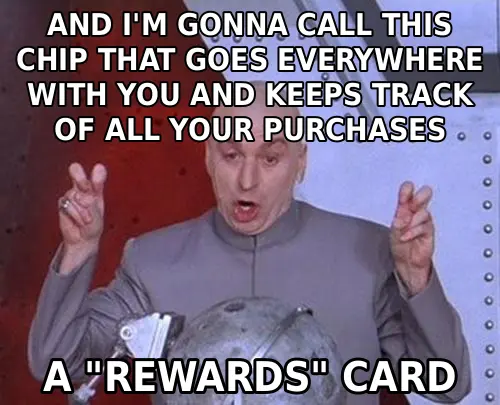 AND I'M GONNA CALL THIS
CHIP THAT GOES EVERYWHERE
WITH YOU AND KEEPS TRACK
OF ALL YOUR PURCHASES
A "REWARDS" CARD